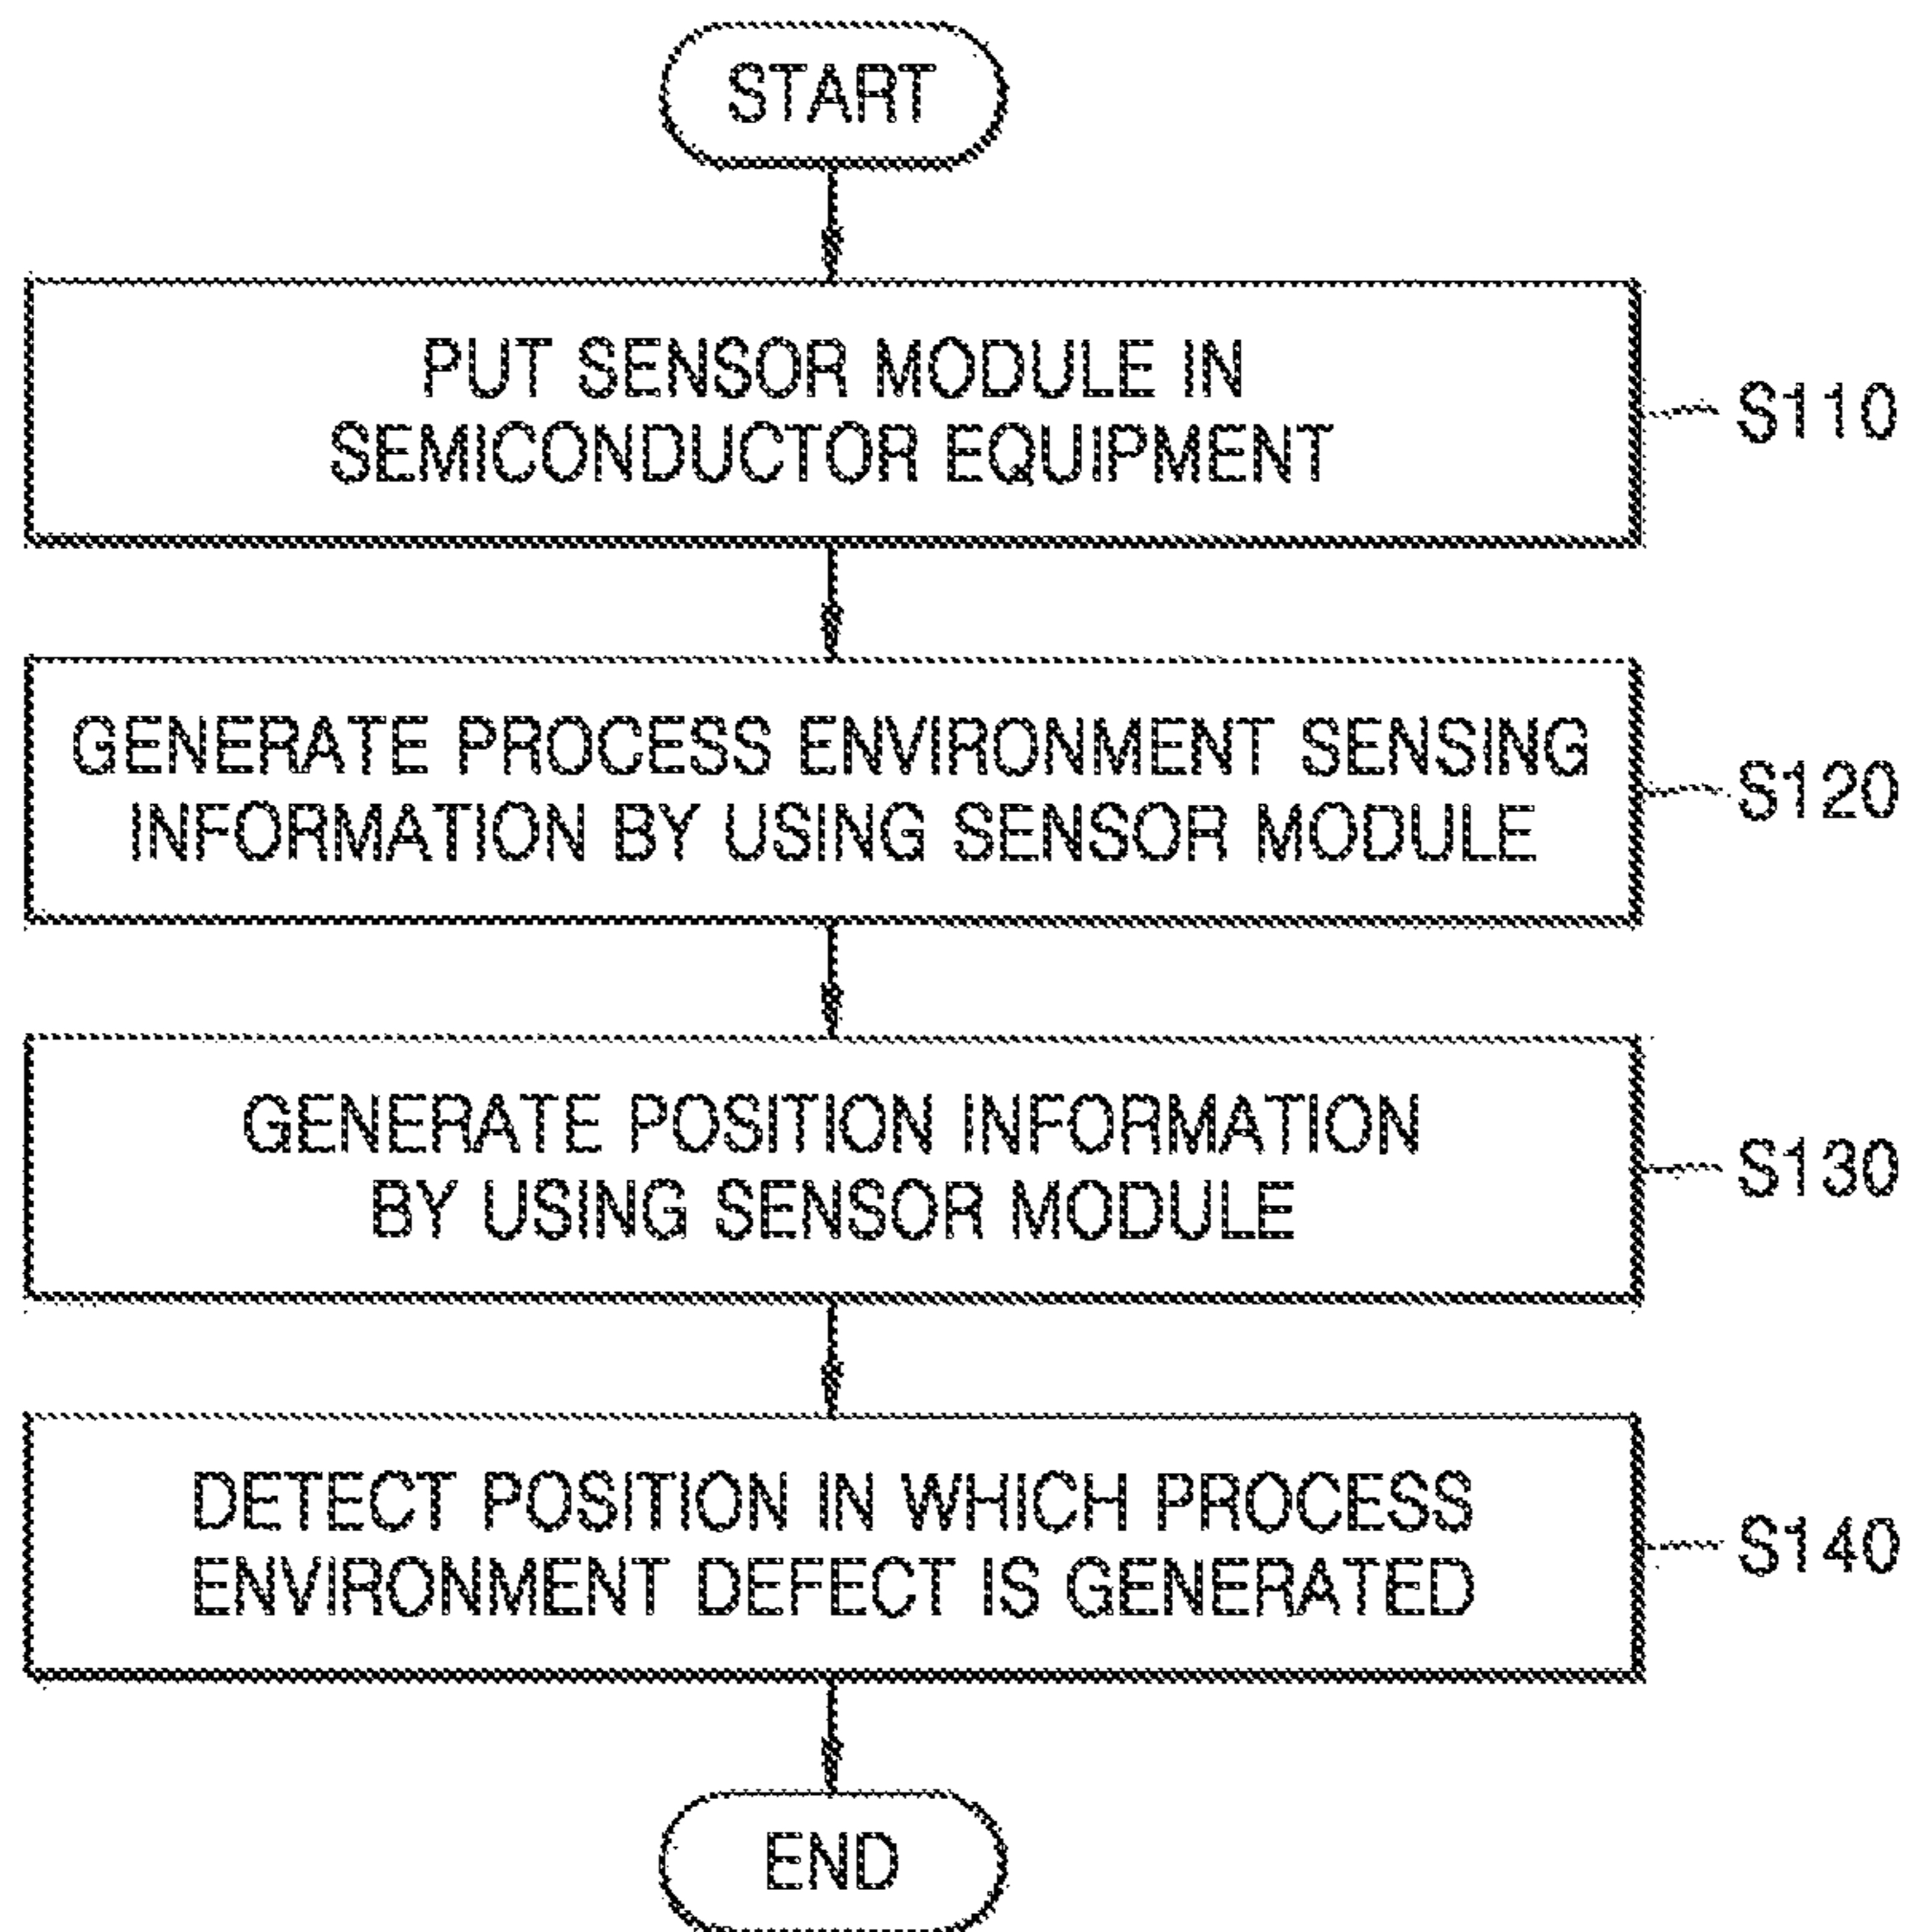 START
PUT SENSOR MODULE IN
SEMICONDUCTOR EQUIPMENT
S110
GENERATE PROCESS ENVIRONMENT SENSING
INFORMATION BY USING SENSOR MODULE
S120
GENERATE POSITION INFORMATION
BY USING SENSOR MODULE
S130
DETECT POSITION IN WHICH PROCESS
ENVIRONMENT DEFECT IS GENERATED
S140
END